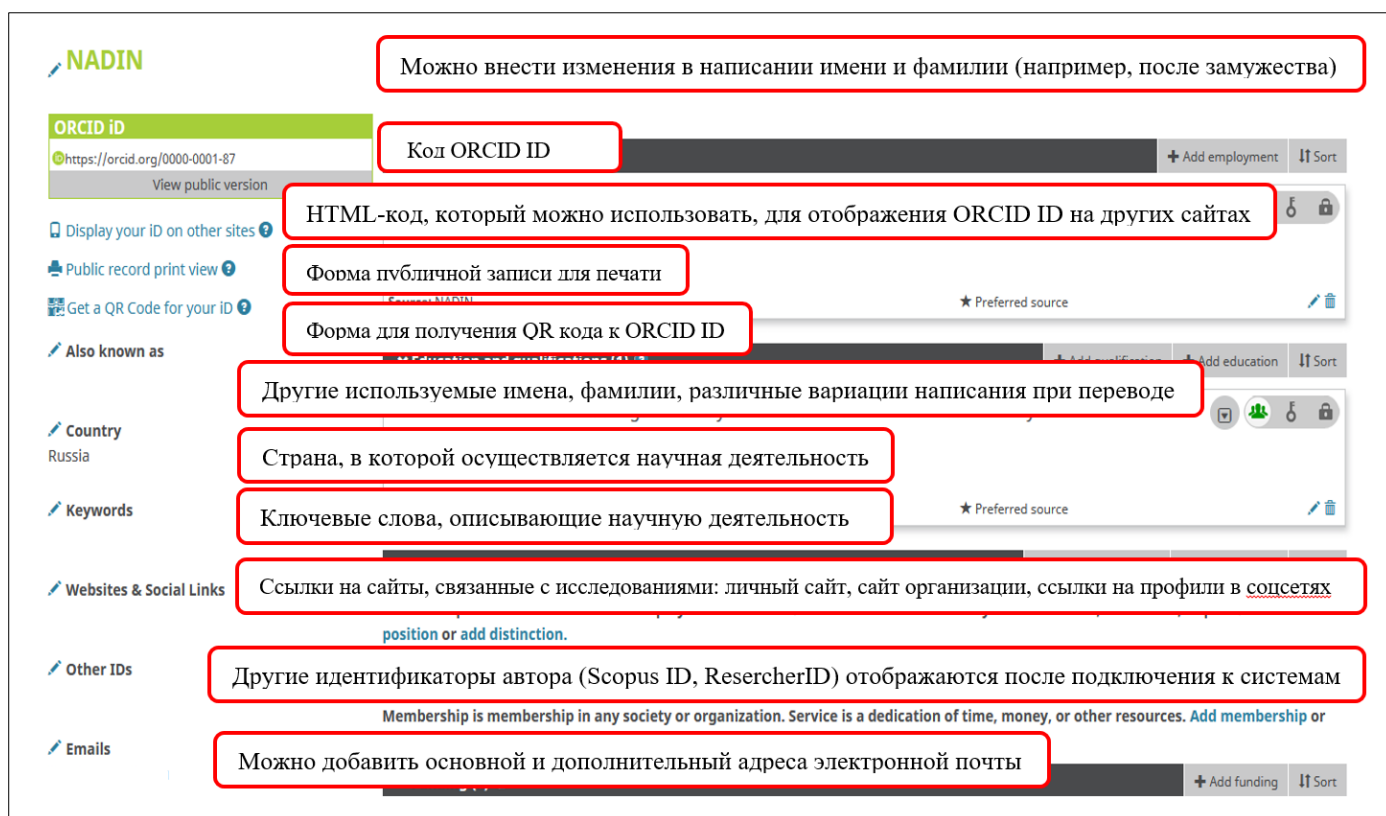 NADIN
Можно внести изменения в написании имени и фамилии (например, после замужества)
ORCID iD
https://orcid.org/0000-0001-87
Код ORCID ID
Add employment
Sort
View public version
HTML-код, который можно использовать, для отображения ORCID ID на других сайтах
Display your iD on other sites
Public record print view
Форма публичной записи для печати
Source: NADIN
Preferred source
Get a QR Code for your iD
Форма для получения QR кода к ORCID ID
Also known as
Education and qualifications (1)
Add qualification
Add education
Sort
Другие используемые имена, фамилии, различные вариации написания при переводе
Country
Russia
Страна, в которой осуществляется научная деятельность
Keywords
Ключевые слова, описывающие научную деятельность
Preferred source
Websites & Social Links
Ссылки на сайты, связанные с исследованиями: личный сайт, сайт организации, ссылки на профили в соцсетях
position or add distinction.
Other IDs
Другие идентификаторы автора (Scopus ID, ResercherID) отображаются после подключения к системам
Membership is membership in any society or organization. Service is a dedication of time, money, or other resources. Add membership or
Emails
Можно добавить основной и дополнительный адреса электронной почты
Add funding
Sort